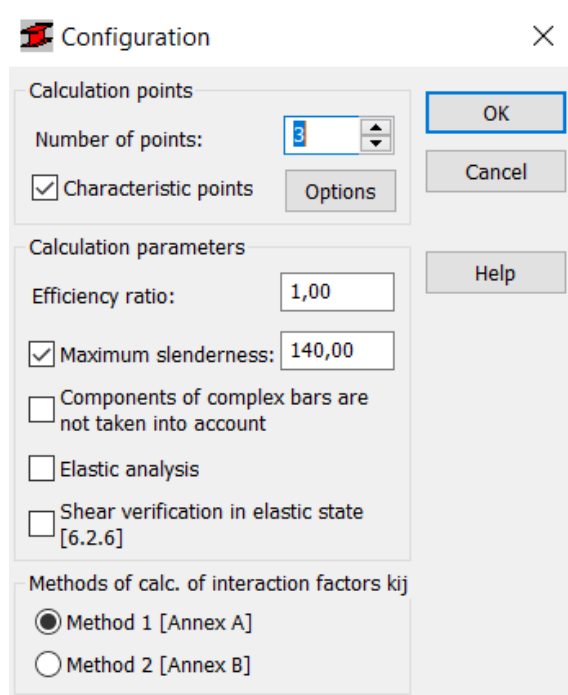 Configuration
Calculation points
Number of points: 3
Characteristic points Options
OK
Cancel
Help
Calculation parameters
Efficiency ratio: 1,00
Maximum slenderness: 140,00
Components of complex bars are
not taken into account
Elastic analysis
Shear verification in elastic state
[6.2.6]
Methods of calc. of interaction factors kij
Method 1 [Annex A]
Method 2 [Annex B]